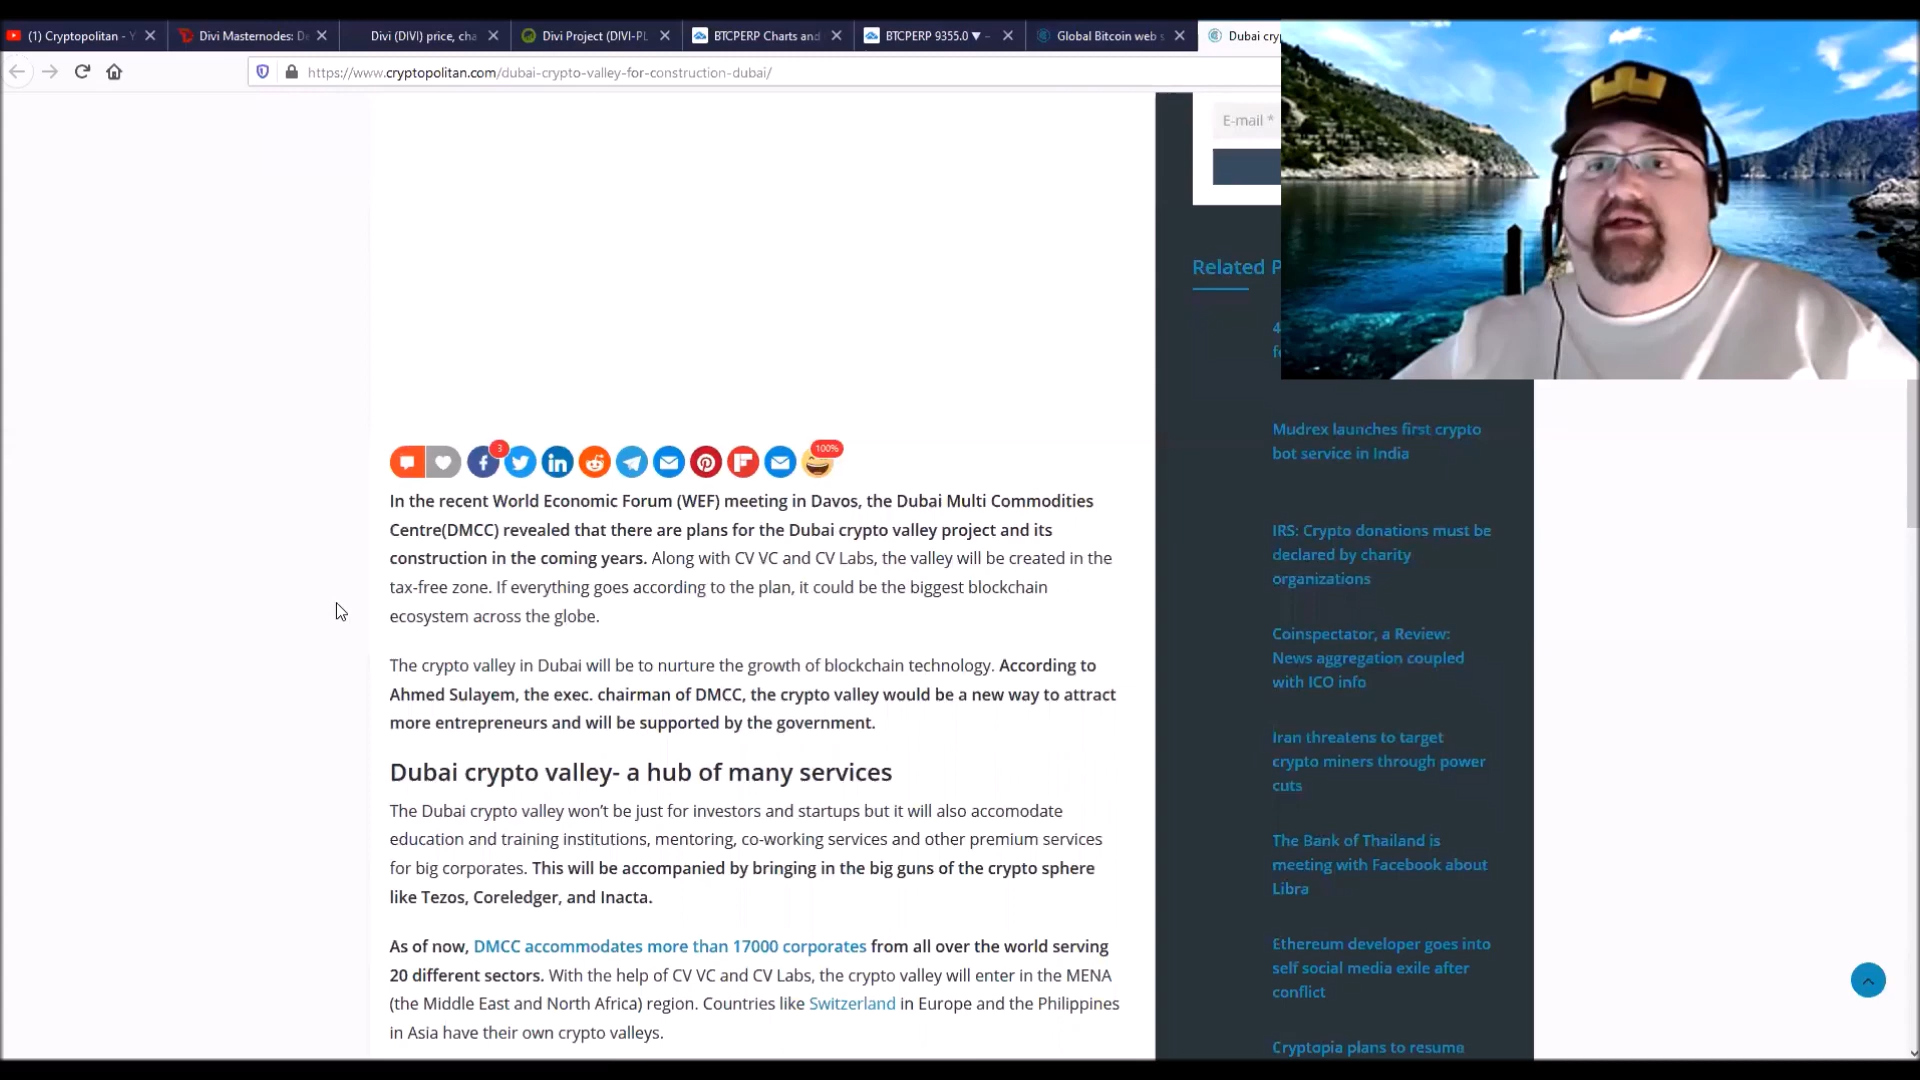 (1) Cryptopolitan - Y
Divi Masternodes: De
Divi (DIVI) price, cha
Divi Project (DIVI-PL
BTCPERP Charts and
BTCPERP 9355.0 ▼ -
Global Bitcoin web s
Dubai cry
https://www.cryptopolitan.com/dubai-crypto-valley-for-construction-dubai/
E-mail *
Related P
3
100%
In the recent World Economic Forum (WEF) meeting in Davos, the Dubai Multi Commodities
Centre(DMCC) revealed that there are plans for the Dubai crypto valley project and its
construction in the coming years. Along with CV VC and CV Labs, the valley will be created in the
tax-free zone. If everything goes according to the plan, it could be the biggest blockchain
ecosystem across the globe.
The crypto valley in Dubai will be to nurture the growth of blockchain technology. According to
Ahmed Sulayem, the exec. chairman of DMCC, the crypto valley would be a new way to attract
more entrepreneurs and will be supported by the government.
Dubai crypto valley- a hub of many services
The Dubai crypto valley won't be just for investors and startups but it will also accomodate
education and training institutions, mentoring, co-working services and other premium services
for big corporates. This will be accompanied by bringing in the big guns of the crypto sphere
like Tezos, Coreledger, and Inacta.
As of now, DMCC accommodates more than 17000 corporates from all over the world serving
20 different sectors. With the help of CV VC and CV Labs, the crypto valley will enter in the MENA
(the Middle East and North Africa) region. Countries like Switzerland in Europe and the Philippines
in Asia have their own crypto valleys.
4
fe
Mudrex launches first crypto
bot service in India
IRS: Crypto donations must be
declared by charity
organizations
Coinspectator, a Review:
News aggregation coupled
with ICO info
Iran threatens to target
crypto miners through power
cuts
The Bank of Thailand is
meeting with Facebook about
Libra
Ethereum developer goes into
self social media exile after
conflict
Cryptopia plans to resume